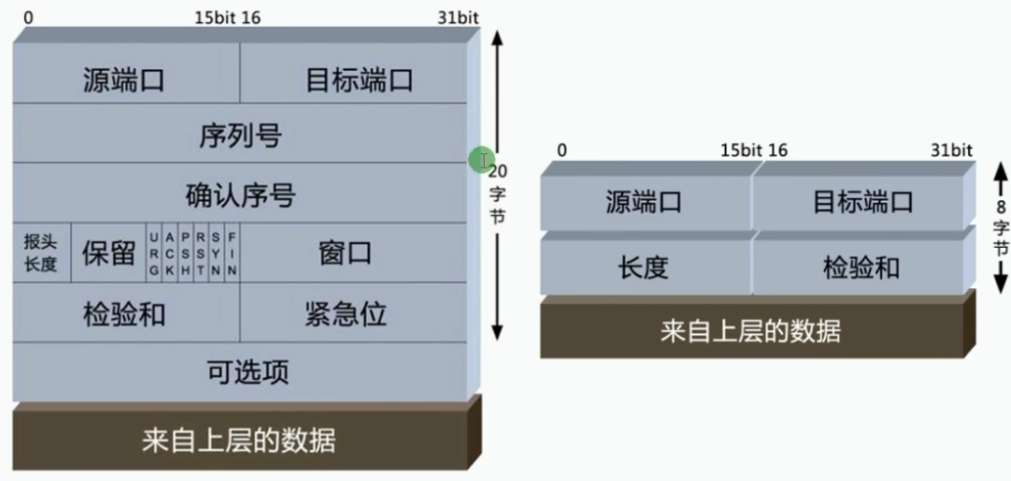 0 15bit 16 31bit
源端口 目标端口
序列号
确认序号
报头长度 保留 URG ACK PSH RST SYN FIN 窗口
检验和 紧急位
可选项
来自上层的数据
20字节
0 15bit 16 31bit
源端口 目标端口
长度 检验和
来自上层的数据
8字节